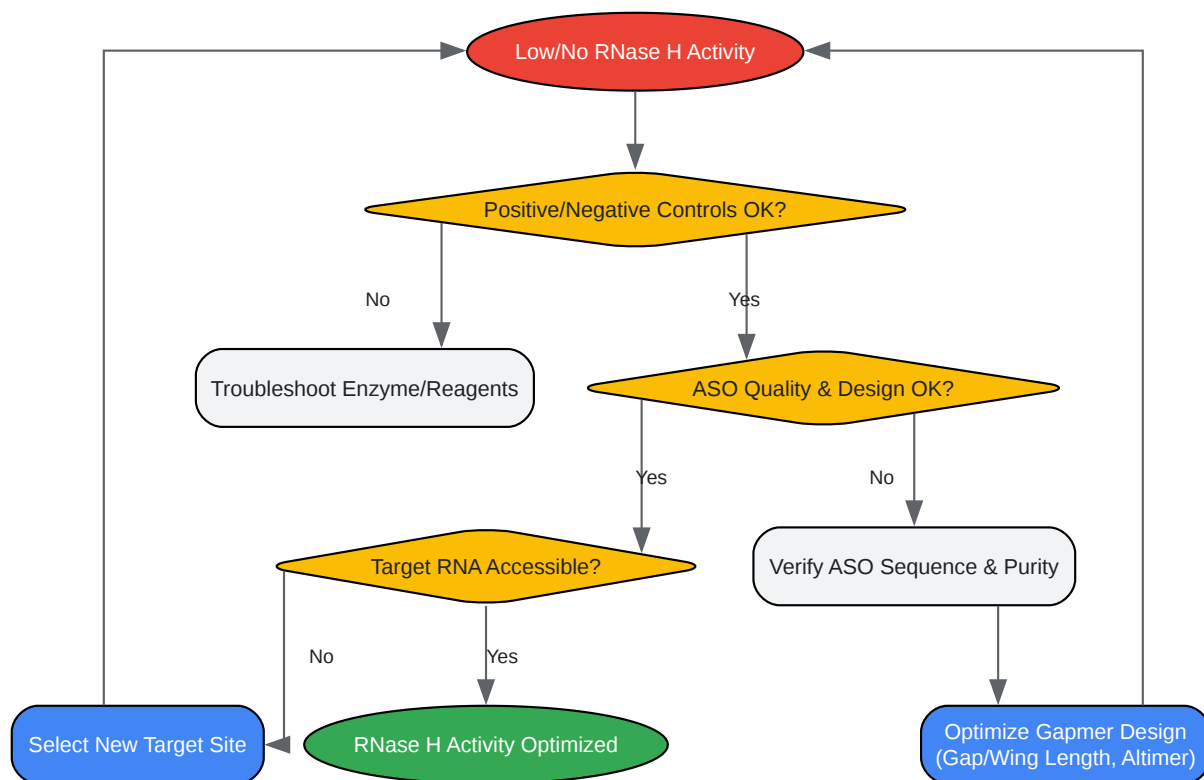 Low/No RNase H Activity
Positive/Negative Controls OK?
No
Yes
Troubleshoot Enzyme/Reagents
ASO Quality & Design OK?
Yes
No
Target RNA Accessible?
Verify ASO Sequence & Purity
No
Yes
Select New Target Site
RNase H Activity Optimized
Optimize Gapmer Design
(Gap/Wing Length, Altimer)